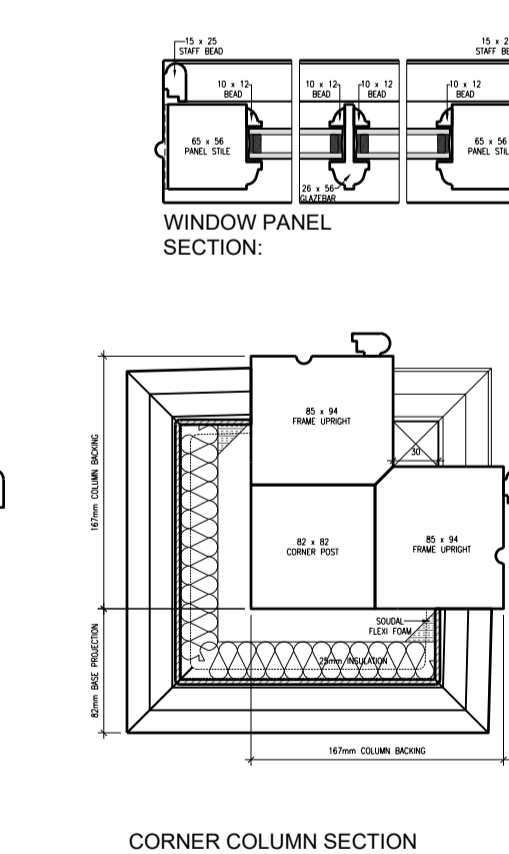 15 x 25
STAFF BEAD
15 x 2
STAFF BE
10 x 12
BEAD
10 x 12
BEAD
10 x 12
BEAD
10 x 12
BEAD
65 x 56
PANEL STILE
65 x 56
PANEL STIL
26 x 56
GLAZEBAR
WINDOW PANEL
SECTION:
85 x 94
FRAME UPRIGHT
30
167mm COLUMN BACKING
82 x 82
CORNER POST
85 x 94
FRAME UPRIGHT
SOUDAL
FLEXI FOAM
25mm INSULATION
82mm BASE PROJECTION
167mm COLUMN BACKING
CORNER COLUMN SECTION